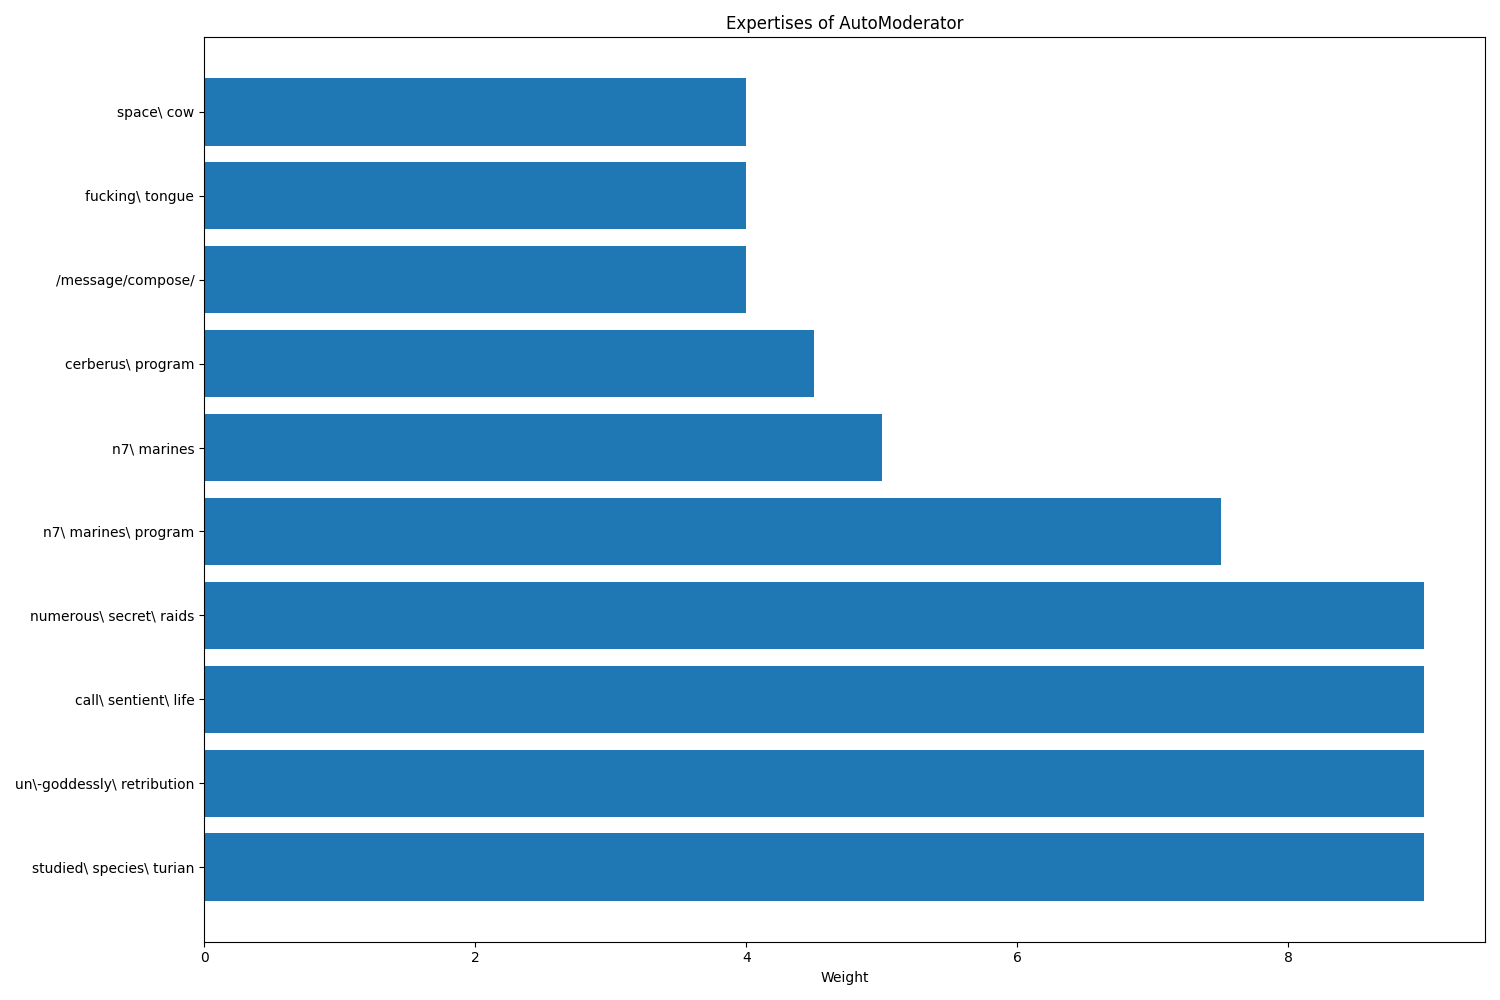 Expertises of AutoModerator
space\ cow
fucking\ tongue
/message/compose/
cerberus\ program
n7\ marines
n7\ marines\ program
numerous\ secret\ raids
call\ sentient\ life
un\-goddessly\ retribution
studied\ species\ turian
0 2 4 6 8
Weight